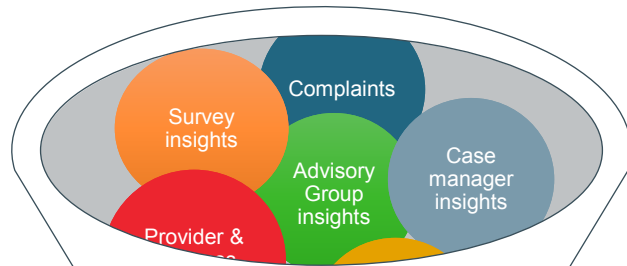 Complaints
Survey
insights
Advisory
Group
insights
Case
manager
insights
Provider &